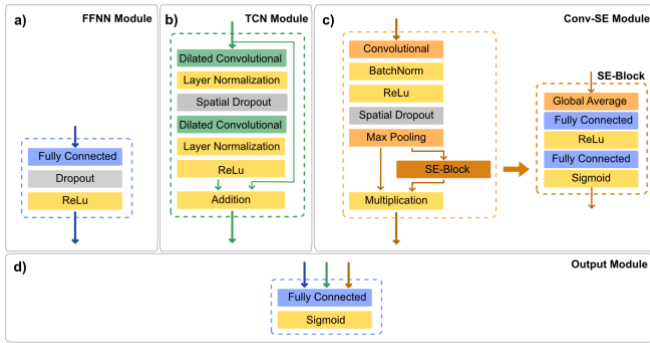 a) FFNN Module
Fully Connected
Dropout
ReLu
b) TCN Module
Dilated Convolutional
Layer Normalization
Spatial Dropout
Dilated Convolutional
Layer Normalization
ReLu
Addition
c) Conv-SE Module
Convolutional
BatchNorm
ReLu
Spatial Dropout
Max Pooling
SE-Block
Multiplication
SE-Block
Global Average
Fully Connected
ReLu
Fully Connected
Sigmoid
d) Output Module
Fully Connected
Sigmoid